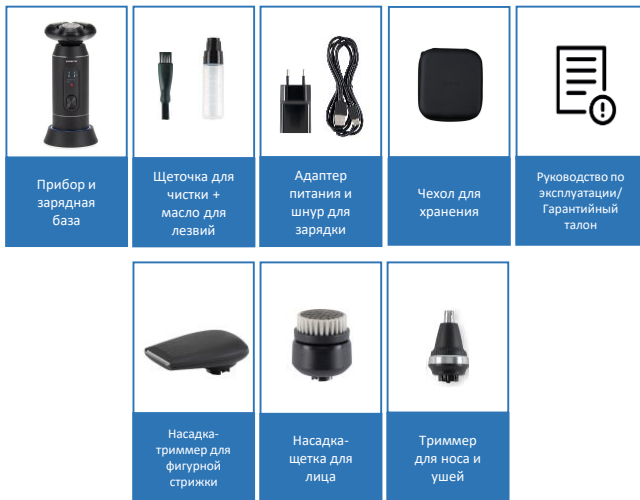 Прибор и
зарядная
база
Щеточка для
чистки +
масло для
лезвий
Адаптер
питания и
шнур для
зарядки
Чехол для
хранения
Руководство по
эксплуатации/
Гарантийный
талон
Насадка-
триммер для
фигурной
стрижки
Насадка-
щетка для
лица
Триммер
для носа и
ушей